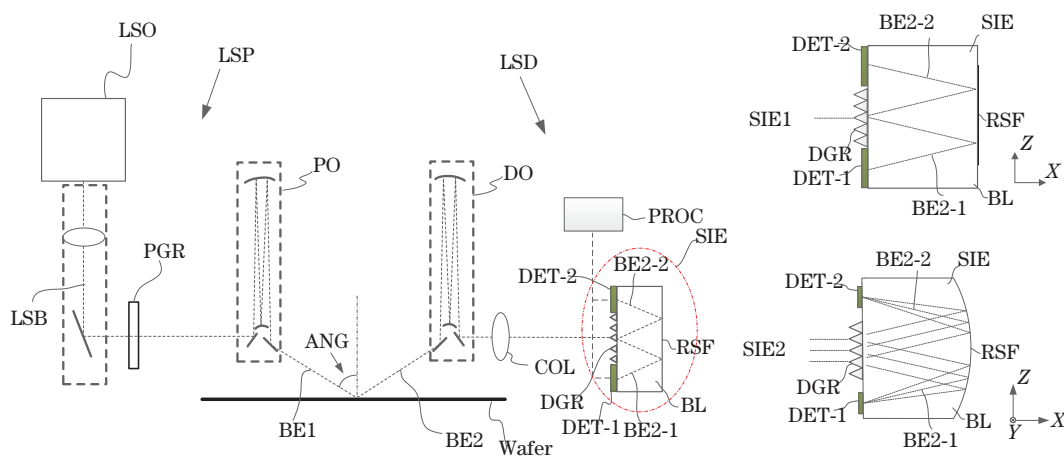 LSO
LSP
LSD
PO
DO
PROC
SIE
PGR
LSB
DET-2
BE2-2
ANG
COL
RSF
DGR
BL
DET-1
BE2-1
BE1
BE2
Wafer
BE2-2
SIE
DET-2
SIE1
RSF
DGR
Z
DET-1
X
BE2-1
BL
BE2-2
SIE
DET-2
SIE2
RSF
DGR
Z
DET-1
BE2-1
BL
Y
X